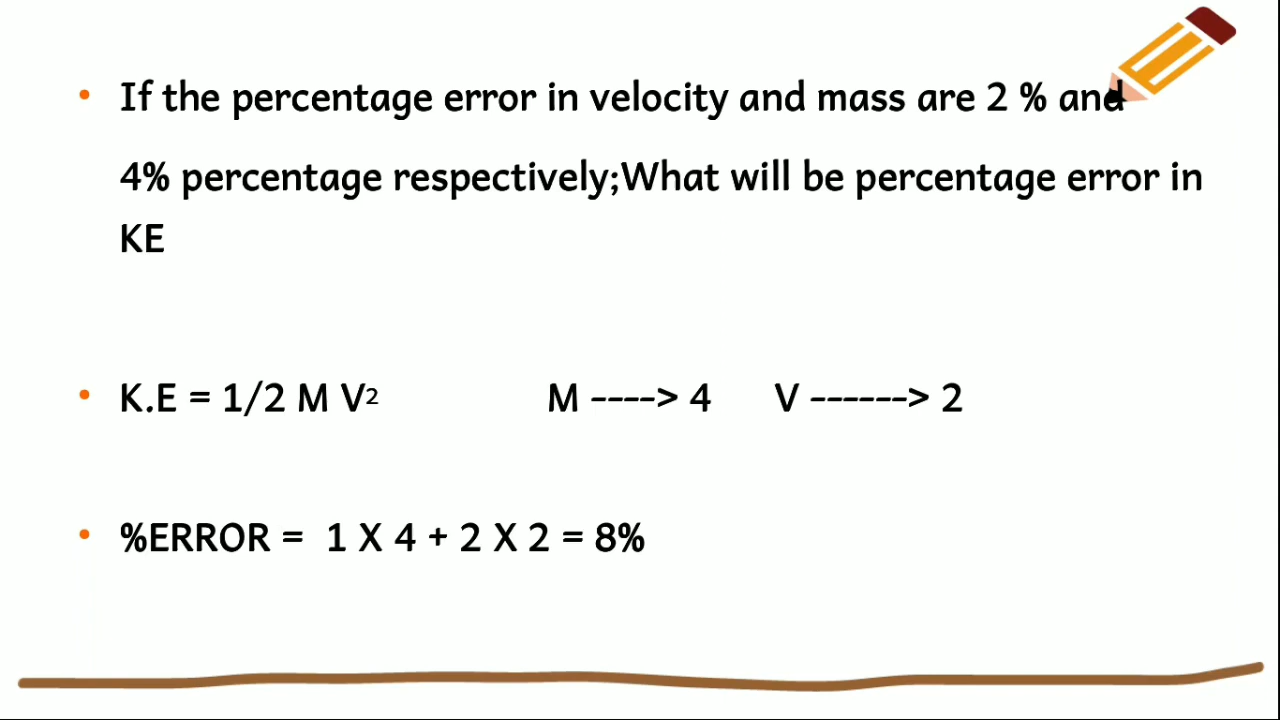 • If the percentage error in velocity and mass are 2 % and
4% percentage respectively;What will be percentage error in
KE
• K.E = 1/2 M V² M ----> 4 V ------> 2
• %ERROR = 1 X 4 + 2 X 2 = 8%